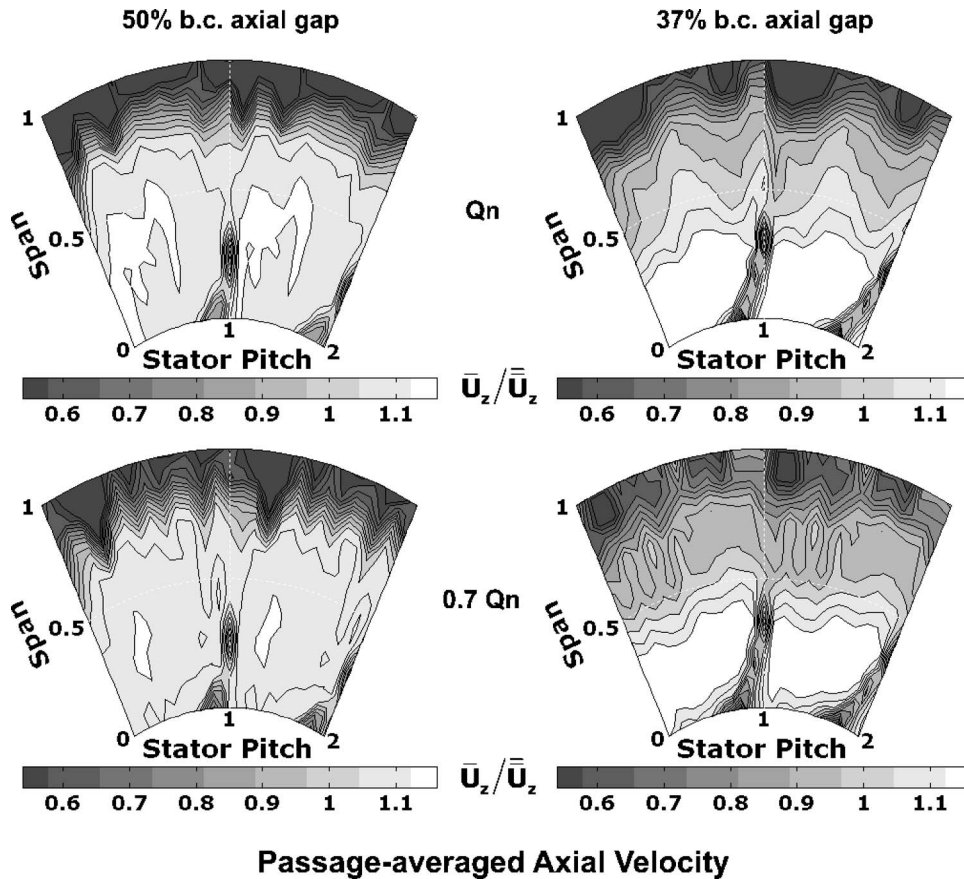 50% b.c. axial gap
37% b.c. axial gap
1
0.5
Span
0
Stator Pitch
1
2
Qn
1
0.5
Span
0
Stator Pitch
1
2
0.6 0.7 0.8 0.9 1 1.1
Ū_z/Ū̄_z
0.6 0.7 0.8 0.9 1 1.1
1
0.5
Span
0
Stator Pitch
1
2
0.7 Qn
1
0.5
Span
0
Stator Pitch
1
2
0.6 0.7 0.8 0.9 1 1.1
Ū_z/Ū̄_z
0.6 0.7 0.8 0.9 1 1.1
Passage-averaged Axial Velocity